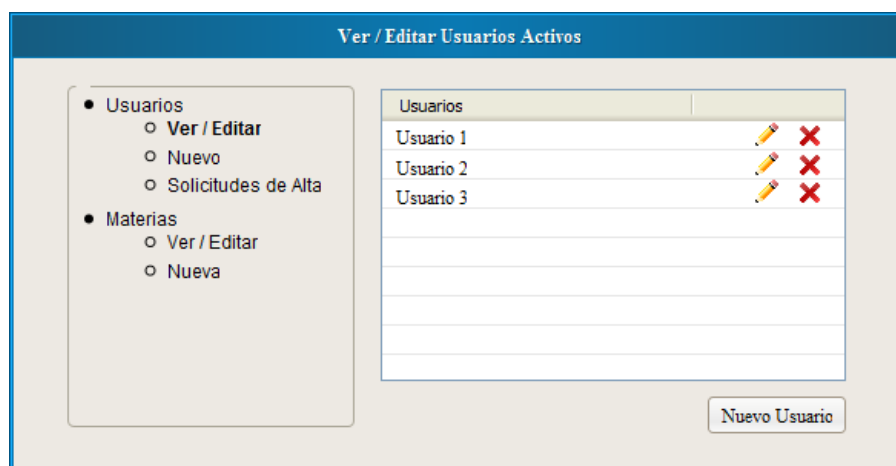 Ver / Editar Usuarios Activos
Usuarios
Ver / Editar
Nuevo
Solicitudes de Alta
Materias
Ver / Editar
Nueva
Usuarios
Usuario 1
Usuario 2
Usuario 3
Nuevo Usuario